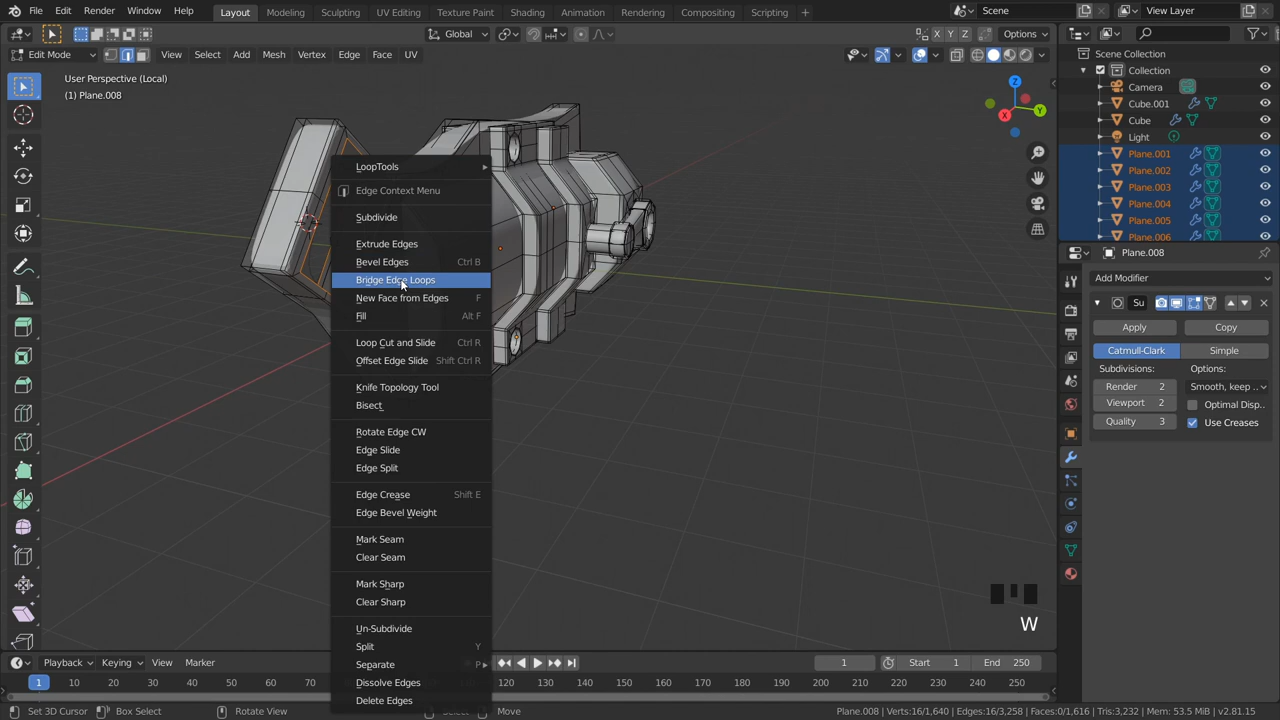 File Edit Render Window Help Layout Modeling Sculpting UV Editing Texture Paint Shading Animation Rendering Compositing Scripting + Scene View Layer
Global X Y Z Options
Edit Mode View Select Add Mesh Vertex Edge Face UV
User Perspective (Local)
(1) Plane.008
Z
Y
X
Scene Collection
Collection
Camera
Cube.001
Cube
Light
Plane.001
Plane.002
Plane.003
Plane.004
Plane.005
Plane.006
Plane.008
Add Modifier
Su
Apply Copy
Catmull-Clark Simple
Subdivisions: Options:
Render 2 Smooth, keep ..
Viewport 2 Optimal Disp..
Quality 3 Use Creases
LoopTools
Edge Context Menu
Subdivide
Extrude Edges
Bevel Edges Ctrl B
Bridge Edge Loops
New Face from Edges F
Fill Alt F
Loop Cut and Slide Ctrl R
Offset Edge Slide Shift Ctrl R
Knife Topology Tool
Bisect
Rotate Edge CW
Edge Slide
Edge Split
Edge Crease Shift E
Edge Bevel Weight
Mark Seam
Clear Seam
Mark Sharp
Clear Sharp
Un-Subdivide
Split Y
Separate P
Dissolve Edges
Delete Edges
W
Playback Keying View Marker 1 Start 1 End 250
1 10 20 30 40 50 60 70 120 130 140 150 160 170 180 190 200 210 220 230 240 250
Set 3D Cursor Box Select Rotate View Select Move Plane.008 | Verts:16/1,640 | Edges:16/3,258 | Faces:0/1,616 | Tris:3,232 | Mem: 53.5 MiB | v2.81.15